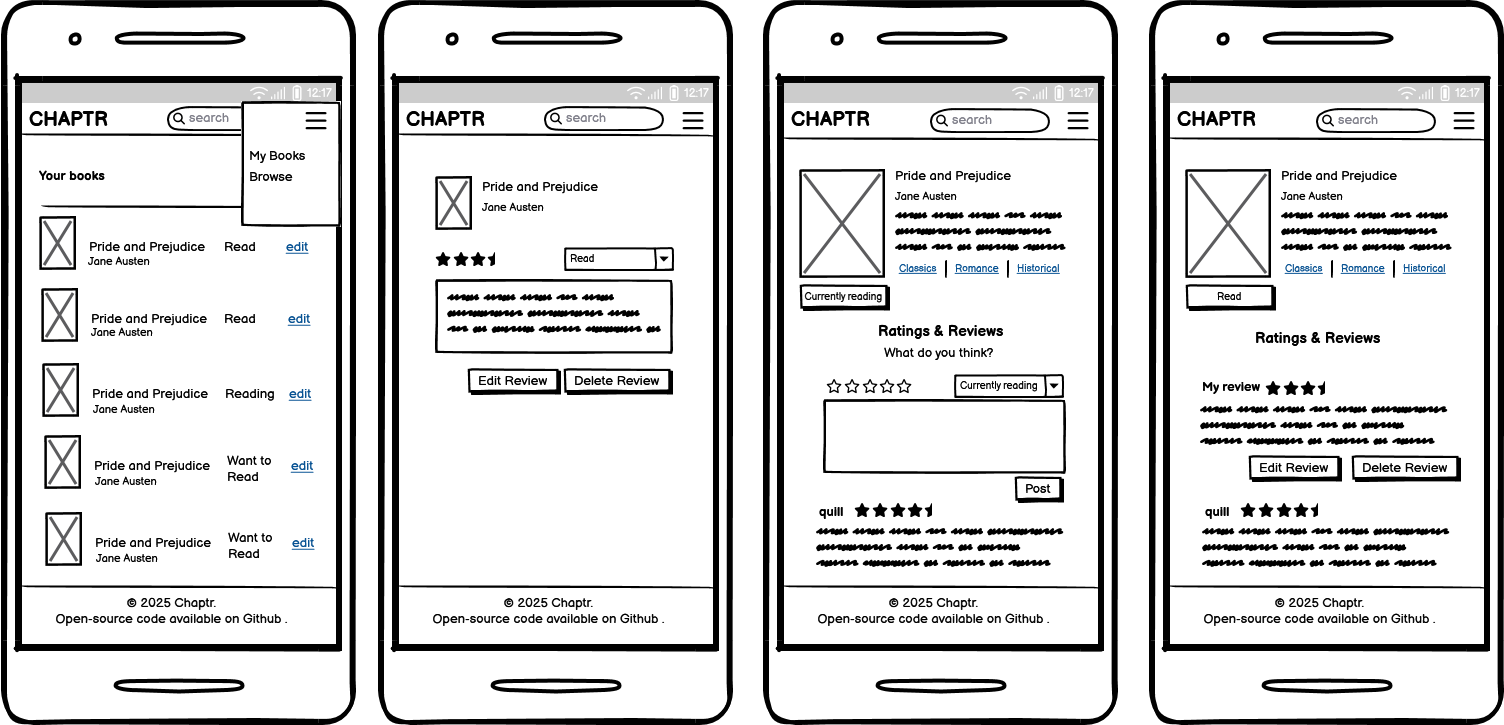 12:17
CHAPTR search
My Books
Browse
Your books
Pride and Prejudice Read edit
Jane Austen
Pride and Prejudice Read edit
Jane Austen
Pride and Prejudice Reading edit
Jane Austen
Pride and Prejudice Want to Read edit
Jane Austen
Pride and Prejudice Want to Read edit
Jane Austen
© 2025 Chaptr.
Open-source code available on Github .
12:17
CHAPTR search
Pride and Prejudice
Jane Austen
Read
Edit Review Delete Review
© 2025 Chaptr.
Open-source code available on Github .
12:17
CHAPTR search
Pride and Prejudice
Jane Austen
Classics Romance Historical
Currently reading
Ratings & Reviews
What do you think?
Currently reading
Post
quill
© 2025 Chaptr.
Open-source code available on Github .
12:17
CHAPTR search
Pride and Prejudice
Jane Austen
Classics Romance Historical
Read
Ratings & Reviews
My review
Edit Review Delete Review
quill
© 2025 Chaptr.
Open-source code available on Github .